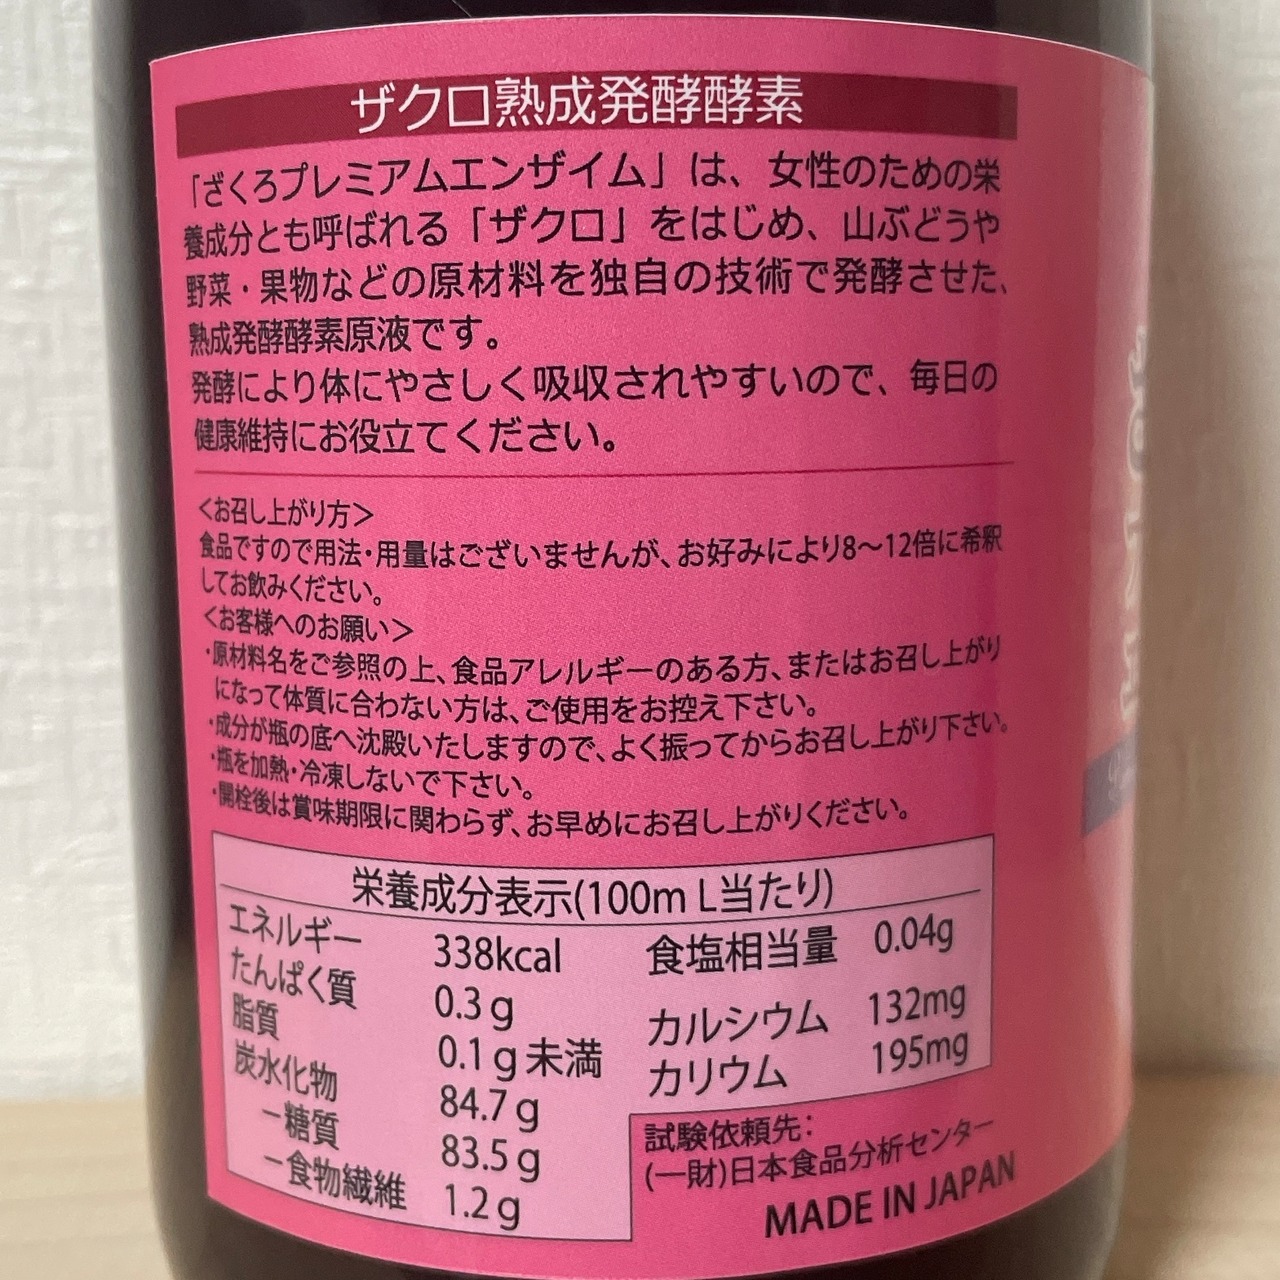 ザクロ熟成発酵酵素
「ざくろプレミアムエンザイム」は、女性のための栄
養成分とも呼ばれる「ザクロ」をはじめ、山ぶどうや
野菜・果物などの原材料を独自の技術で発酵させた、
熟成発酵酵素原液です。
発酵により体にやさしく吸収されやすいので、毎日の
健康維持にお役立てください。
＜お召し上がり方＞
食品ですので用法・用量はございませんが、お好みにより8〜12倍に希釈
してお飲みください。
＜お客様へのお願い＞
・原材料名をご参照の上、食品アレルギーのある方、またはお召し上がり
になって体質に合わない方は、ご使用をお控え下さい。
・成分が瓶の底へ沈殿いたしますので、よく振ってからお召し上がり下さい。
・瓶を加熱・冷凍しないで下さい。
・開栓後は賞味期限に関わらず、お早めにお召し上がりください。
栄養成分表示(100mL当たり)
エネルギー 338kcal
たんぱく質 0.3g
脂質 0.1g未満
炭水化物 84.7g
－糖質 83.5g
－食物繊維 1.2g
食塩相当量 0.04g
カルシウム 132mg
カリウム 195mg
試験依頼先：
(一財)日本食品分析センター
MADE IN JAPAN